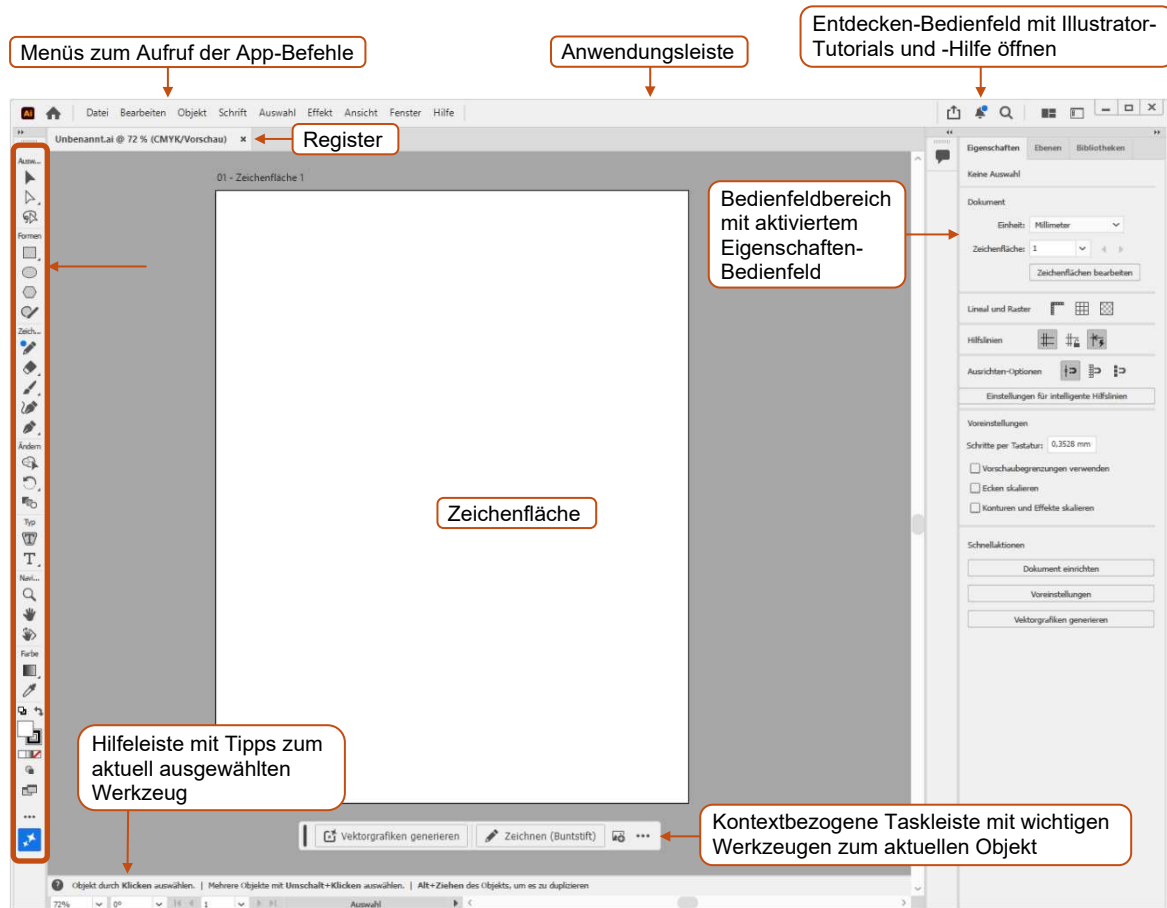 Entdecken-Bedienfeld mit Illustrator-
Tutorials und -Hilfe öffnen
Menüs zum Aufruf der App-Befehle
Anwendungsleiste
Ai
Datei Bearbeiten Objekt Schrift Auswahl Effekt Ansicht Fenster Hilfe
Unbenannt.ai @ 72 % (CMYK/Vorschau) ×
Register
Ausw...
Formen
Zeich...
Ändern
Typ
Navi...
Farbe
01 - Zeichenfläche 1
Zeichenfläche
Bedienfeldbereich
mit aktiviertem
Eigenschaften-
Bedienfeld
Eigenschaften Ebenen Bibliotheken
Keine Auswahl
Dokument
Einheit: Millimeter
Zeichenfläche: 1
Zeichenflächen bearbeiten
Lineal und Raster
Hilfslinien
Ausrichten-Optionen
Einstellungen für intelligente Hilfslinien
Voreinstellungen
Schritte per Tastatur: 0,3528 mm
Vorschaubegrenzungen verwenden
Ecken skalieren
Konturen und Effekte skalieren
Schnellaktionen
Dokument einrichten
Voreinstellungen
Vektorgrafiken generieren
Hilfeleiste mit Tipps zum
aktuell ausgewählten
Werkzeug
Vektorgrafiken generieren Zeichnen (Buntstift)
Kontextbezogene Taskleiste mit wichtigen
Werkzeugen zum aktuellen Objekt
Objekt durch Klicken auswählen. | Mehrere Objekte mit Umschalt+Klicken auswählen. | Alt+Ziehen des Objekts, um es zu duplizieren
72% 0° 1 Auswahl